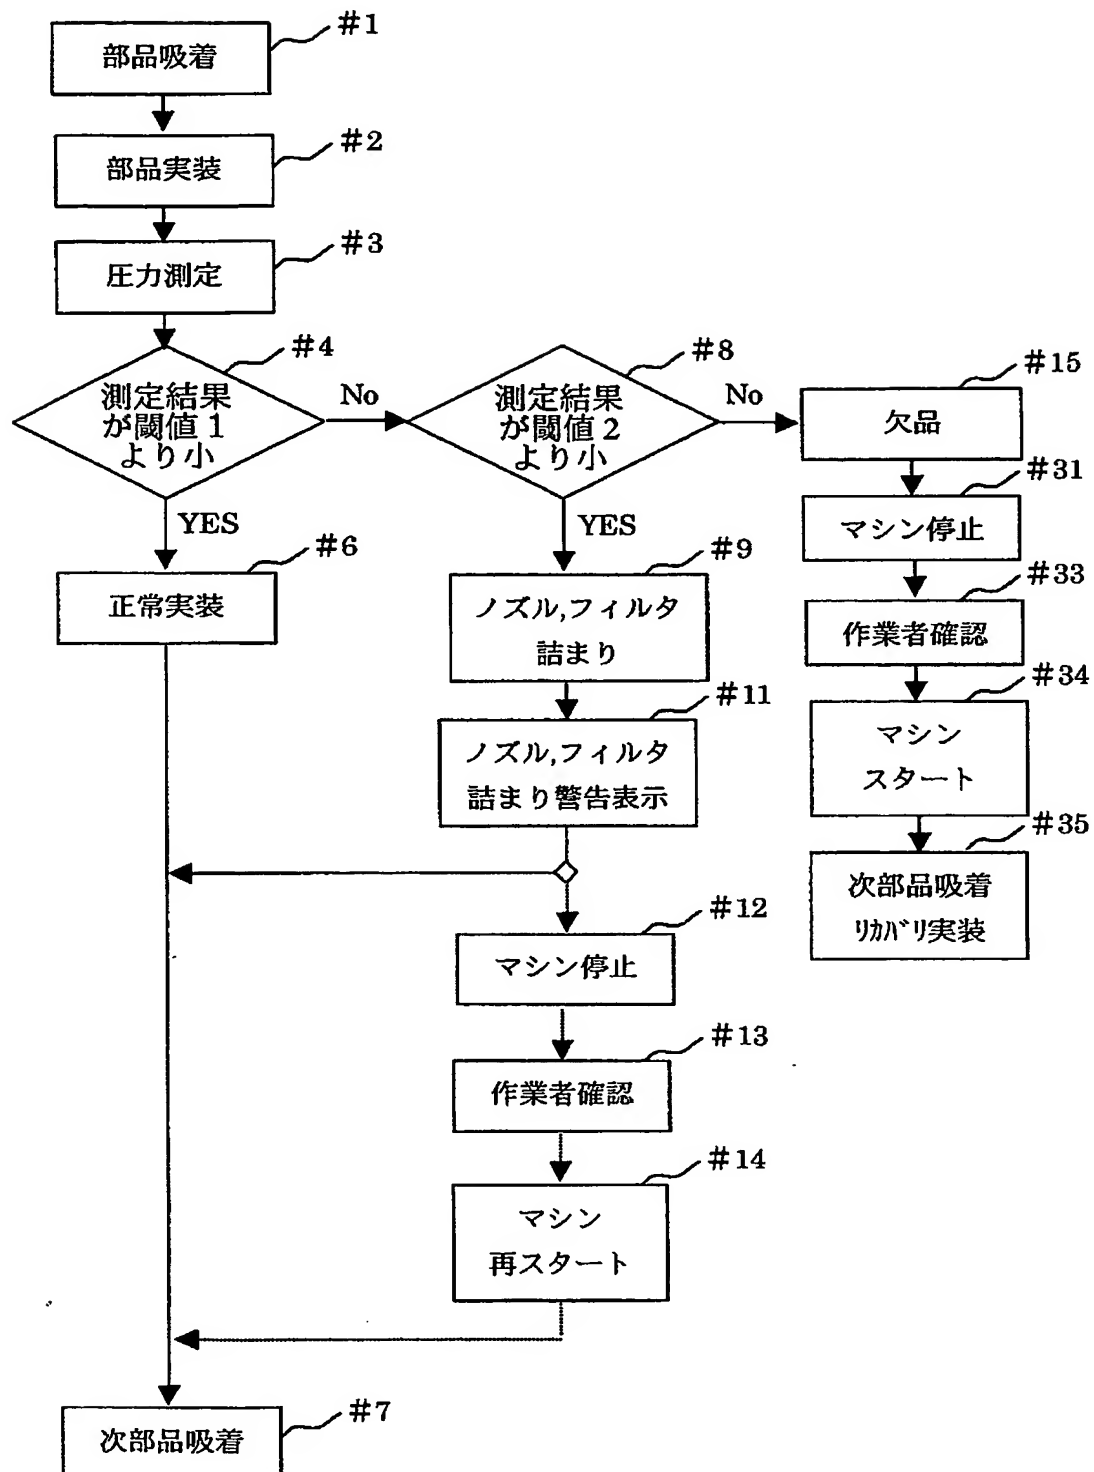 #1
部品吸着
#2
部品実装
#3
圧力測定
#4
測定結果
が閾値1
より小
No
YES
#6
正常実装
#8
測定結果
が閾値2
より小
No
YES
#9
ノズル,フィルタ
詰まり
#11
ノズル,フィルタ
詰まり警告表示
#12
マシン停止
#13
作業者確認
#14
マシン
再スタート
#15
欠品
#31
マシン停止
#33
作業者確認
#34
マシン
スタート
#35
次部品吸着
ﾘｶﾊﾞﾘ実装
#7
次部品吸着